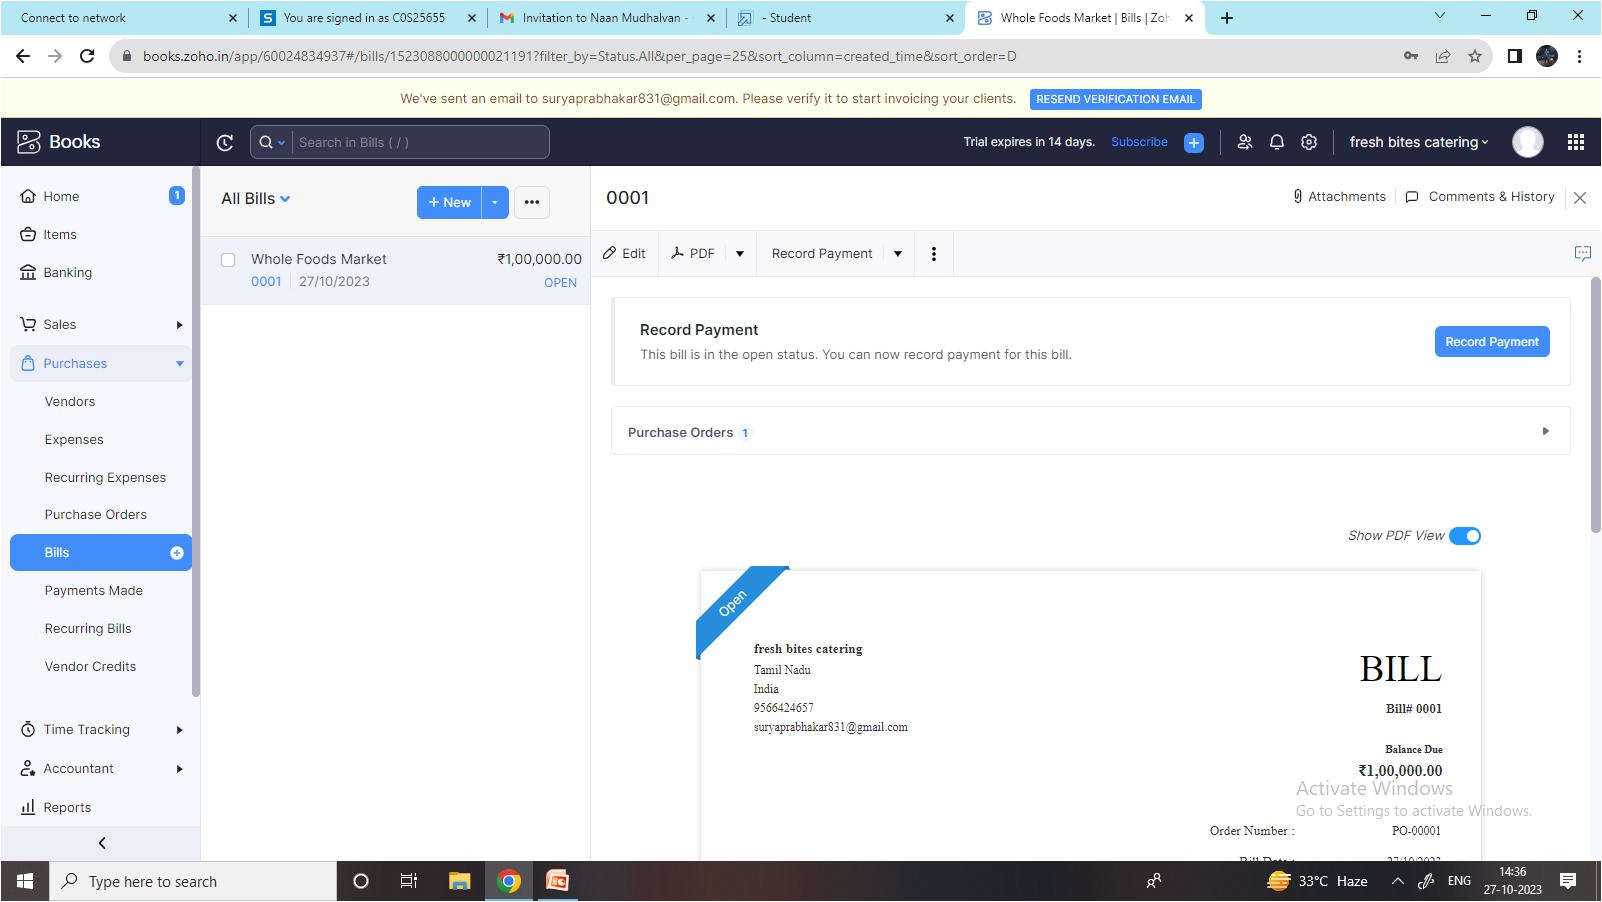 Connect to network
You are signed in as C0S25655
Invitation to Naan Mudhalvan -
- Student
Whole Foods Market | Bills | Zoh
books.zoho.in/app/60024834937#/bills/1523088000000021191?filter_by=Status.All&per_page=25&sort_column=created_time&sort_order=D
We've sent an email to suryaprabhakar831@gmail.com. Please verify it to start invoicing your clients.
RESEND VERIFICATION EMAIL
Books
Search in Bills ( / )
Trial expires in 14 days.
Subscribe
fresh bites catering
Home
1
Items
Banking
Sales
Purchases
Vendors
Expenses
Recurring Expenses
Purchase Orders
Bills
Payments Made
Recurring Bills
Vendor Credits
Time Tracking
Accountant
Reports
All Bills
+ New
Whole Foods Market
₹1,00,000.00
0001
27/10/2023
OPEN
0001
Attachments
Comments & History
Edit
PDF
Record Payment
Record Payment
This bill is in the open status. You can now record payment for this bill.
Record Payment
Purchase Orders 1
Show PDF View
Open
fresh bites catering
Tamil Nadu
India
9566424657
suryaprabhakar831@gmail.com
BILL
Bill# 0001
Balance Due
₹1,00,000.00
Activate Windows
Go to Settings to activate Windows.
Order Number :
PO-00001
Bill Date :
27/10/2023
Type here to search
33°C Haze
ENG
14:36
27-10-2023